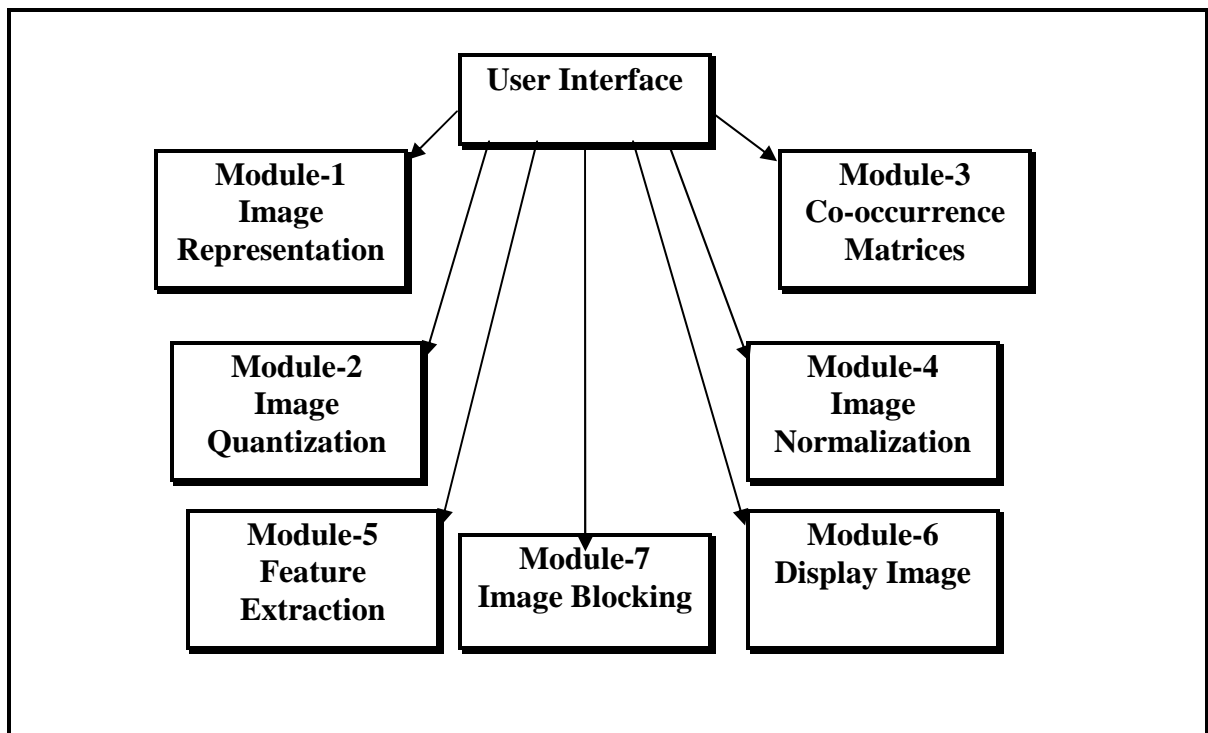 User Interface
Module-1
Image
Representation
Module-3
Co-occurrence
Matrices
Module-2
Image
Quantization
Module-4
Image
Normalization
Module-5
Feature
Extraction
Module-7
Image Blocking
Module-6
Display Image